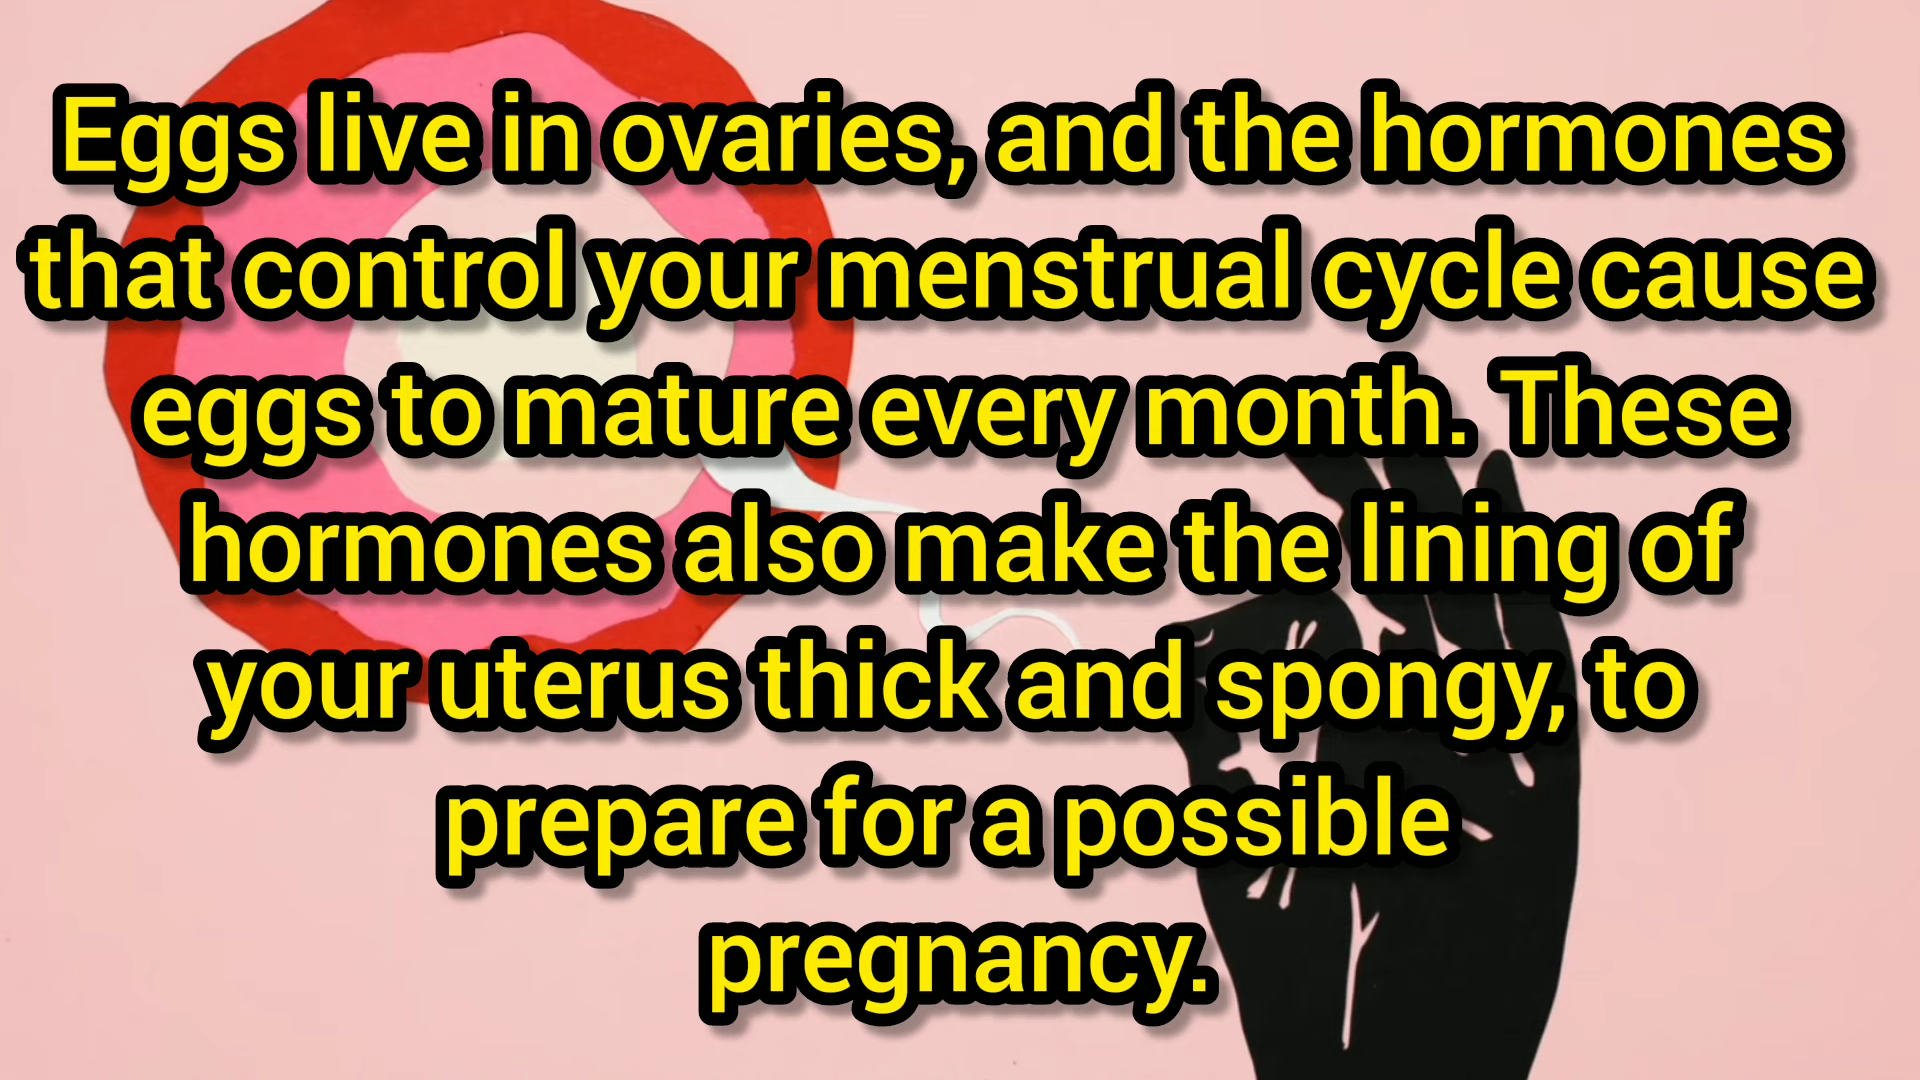 Eggs live in ovaries, and the hormones
that control your menstrual cycle cause
eggs to mature every month. These
hormones also make the lining of
your uterus thick and spongy, to
prepare for a possible
pregnancy.